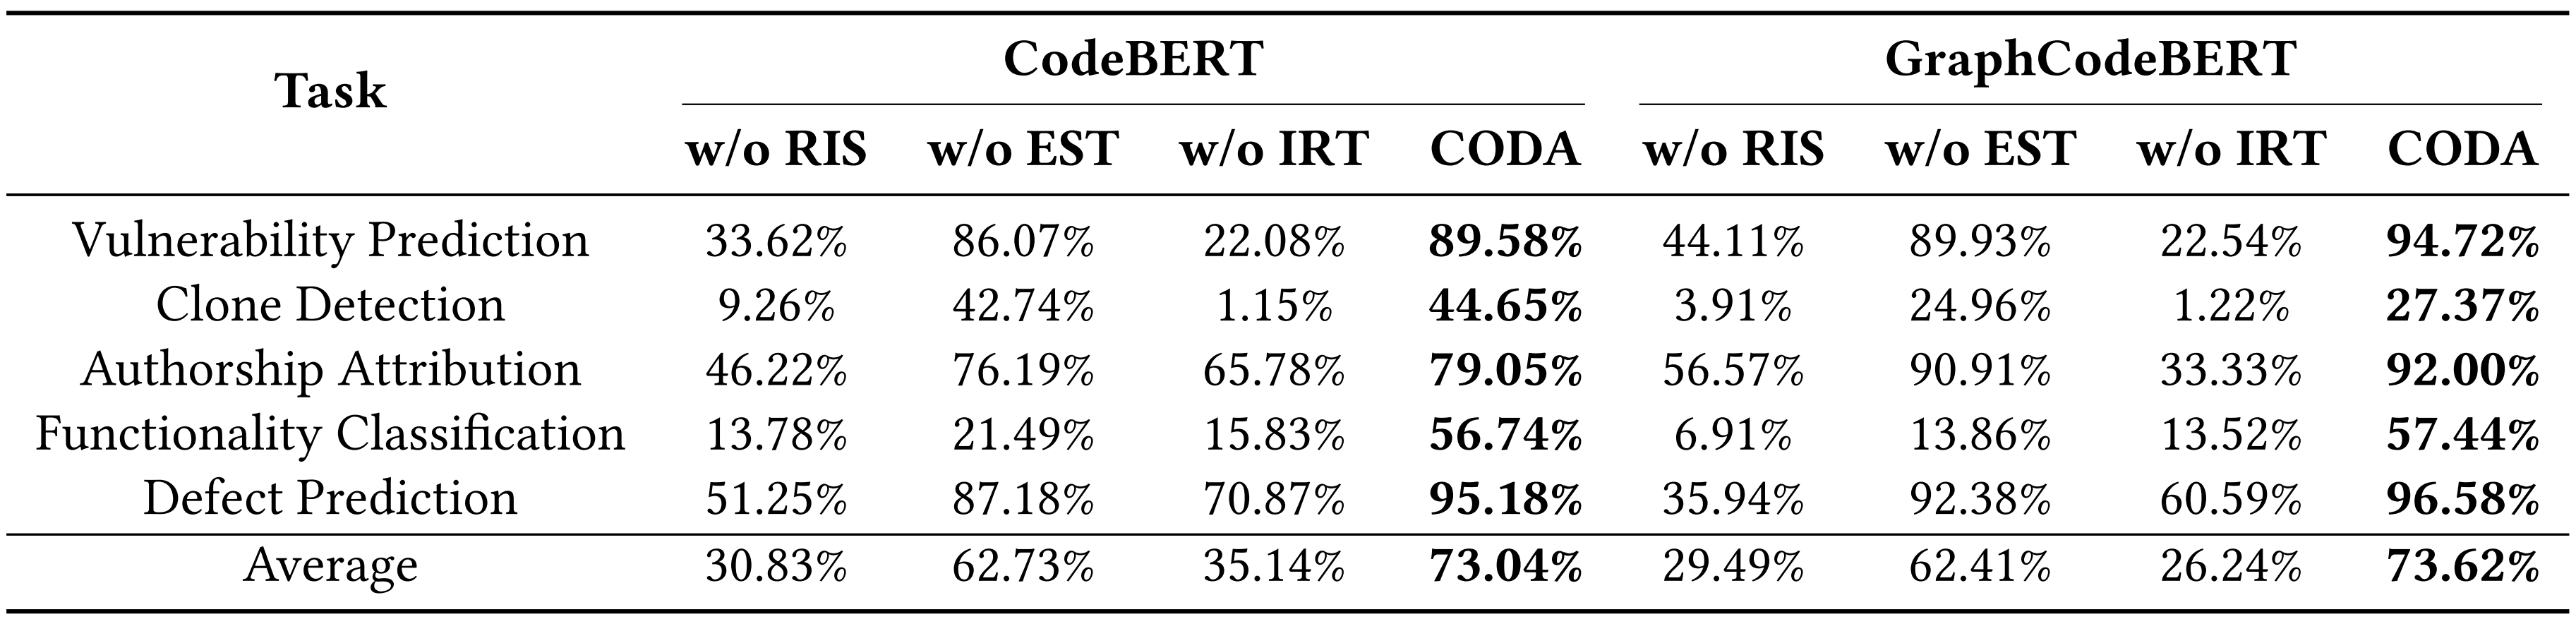 Task CodeBERT GraphCodeBERT
w/o RIS w/o EST w/o IRT CODA w/o RIS w/o EST w/o IRT CODA
Vulnerability Prediction 33.62% 86.07% 22.08% 89.58% 44.11% 89.93% 22.54% 94.72%
Clone Detection 9.26% 42.74% 1.15% 44.65% 3.91% 24.96% 1.22% 27.37%
Authorship Attribution 46.22% 76.19% 65.78% 79.05% 56.57% 90.91% 33.33% 92.00%
Functionality Classification 13.78% 21.49% 15.83% 56.74% 6.91% 13.86% 13.52% 57.44%
Defect Prediction 51.25% 87.18% 70.87% 95.18% 35.94% 92.38% 60.59% 96.58%
Average 30.83% 62.73% 35.14% 73.04% 29.49% 62.41% 26.24% 73.62%